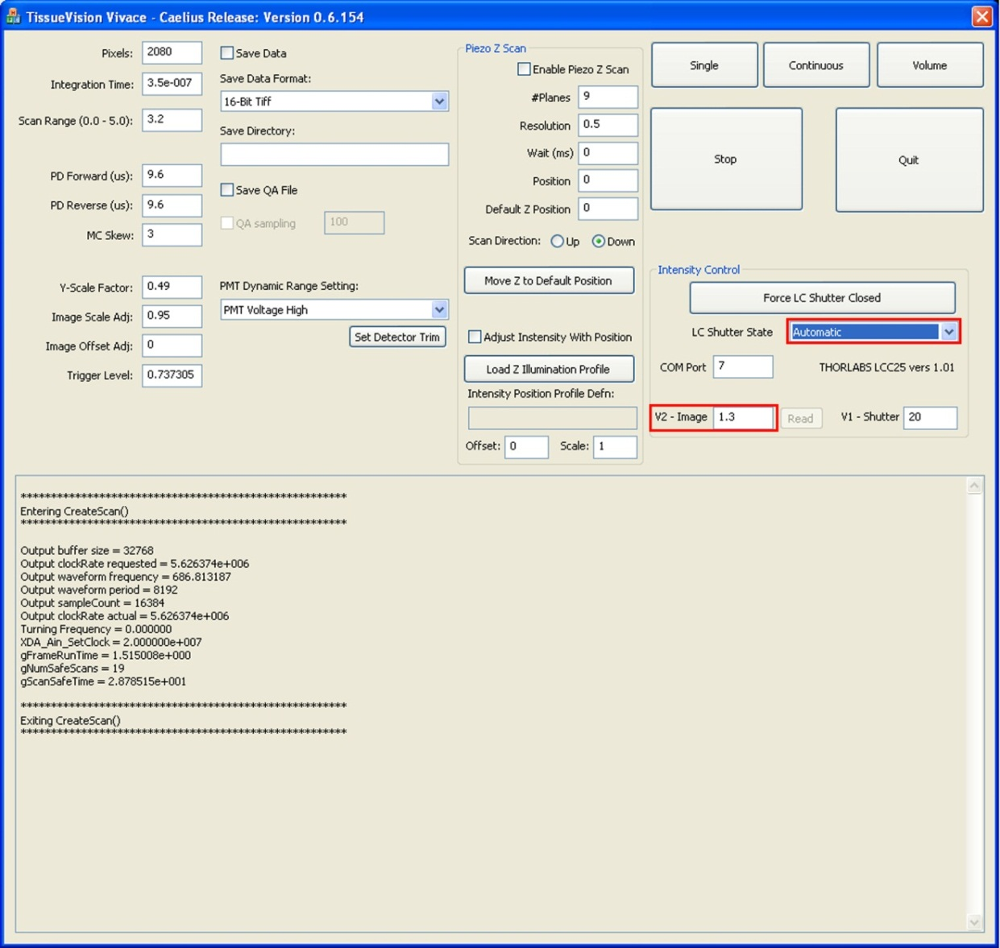 TissueVision Vivace - Caelius Release: Version 0.6.154
Pixels: 2080
Integration Time: 3.5e-007
Scan Range (0.0 - 5.0): 3.2
PD Forward (us): 9.6
PD Reverse (us): 9.6
MC Skew: 3
Y-Scale Factor: 0.49
Image Scale Adj: 0.95
Image Offset Adj: 0
Trigger Level: 0.737305
Save Data
Save Data Format:
16-Bit Tiff
Save Directory:
Save QA File
QA sampling 100
PMT Dynamic Range Setting:
PMT Voltage High
Set Detector Trim
Piezo Z Scan
Enable Piezo Z Scan
#Planes 9
Resolution 0.5
Wait (ms) 0
Position 0
Default Z Position 0
Scan Direction: Up Down
Move Z to Default Position
Adjust Instensity With Position
Load Z Illumination Profile
Intensity Position Profile Defn:
Offset: 0 Scale: 1
Single Continuous Volume
Stop Quit
Intensity Control
Force LC Shutter Closed
LC Shutter State Automatic
COM Port 7 THORLABS LCC25 vers 1.01
V2 - Image 1.3 Read V1 - Shutter 20
*****************************************************************
Entering CreateScan()
*****************************************************************
Output buffer size = 32768
Output clockRate requested = 5.626374e+006
Output waveform frequency = 686.813187
Output waveform period = 8192
Output sampleCount = 16384
Output clockRate actual = 5.626374e+006
Turning Frequency = 0.000000
XDA_Ain_SetClock = 2.000000e+007
gFrameRunTime = 1.515008e+000
gNumSafeScans = 19
gScanSafeTime = 2.878515e+001
*****************************************************************
Exiting CreateScan()
*****************************************************************